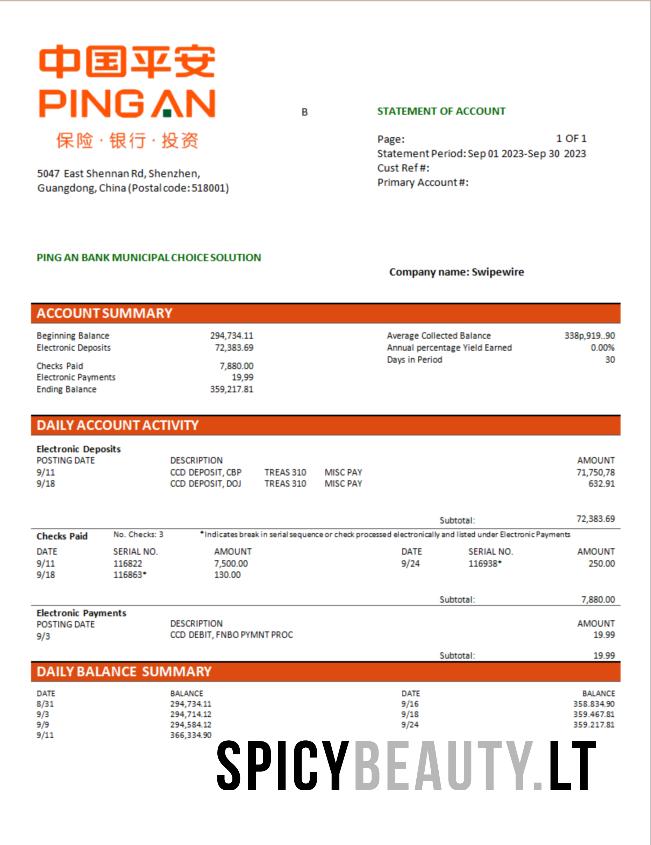 中国平安
PING AN
保险 · 银行 · 投资
B
STATEMENT OF ACCOUNT
Page: 1 OF 1
Statement Period: Sep 01 2023-Sep 30 2023
Cust Ref #:
Primary Account #:
5047 East Shennan Rd, Shenzhen,
Guangdong, China (Postal code: 518001)
PING AN BANK MUNICIPAL CHOICE SOLUTION
Company name: Swipewire
ACCOUNT SUMMARY
Beginning Balance 294,734.11 Average Collected Balance 338p,919..90
Electronic Deposits 72,383.69 Annual percentage Yield Earned 0.00%
Days in Period 30
Checks Paid 7,880.00
Electronic Payments 19,99
Ending Balance 359,217.81
DAILY ACCOUNT ACTIVITY
Electronic Deposits
POSTING DATE DESCRIPTION AMOUNT
9/11 CCD DEPOSIT, CBP TREAS 310 MISC PAY 71,750,78
9/18 CCD DEPOSIT, DOJ TREAS 310 MISC PAY 632.91
Subtotal: 72,383.69
Checks Paid No. Checks: 3 *Indicates break in serial sequence or check processed electronically and listed under Electronic Payments
DATE SERIAL NO. AMOUNT DATE SERIAL NO. AMOUNT
9/11 116822 7,500.00 9/24 116938* 250.00
9/18 116863* 130.00
Subtotal: 7,880.00
Electronic Payments
POSTING DATE DESCRIPTION AMOUNT
9/3 CCD DEBIT, FNBO PYMNT PROC 19.99
Subtotal: 19.99
DAILY BALANCE SUMMARY
DATE BALANCE DATE BALANCE
8/31 294,734.11 9/16 358.834.90
9/3 294,714.12 9/18 359.467.81
9/9 294,584.12 9/24 359.217.81
9/11 366,334.90
SPICYBEAUTY.LT